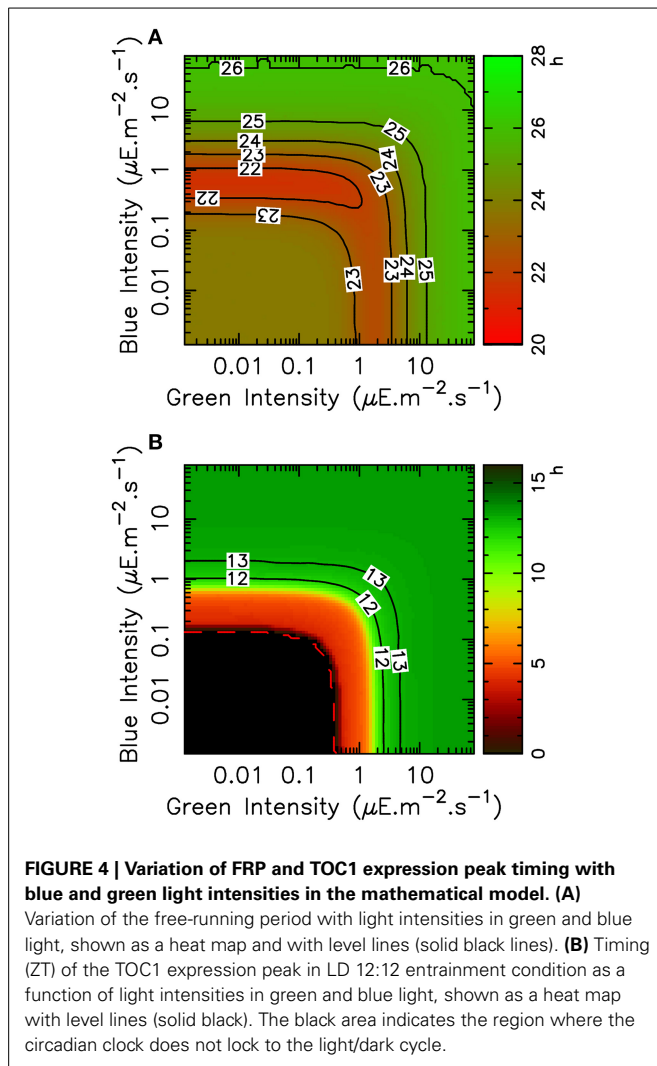 A
Blue Intensity (μE.m⁻².s⁻¹)
10
1
0.1
0.01
26
26
25
24
23
22
22
23
25
24
23
23
23
24
25
0.01 0.1 1 10
Green Intensity (μE.m⁻².s⁻¹)
28
h
26
24
22
20
B
Blue Intensity (μE.m⁻².s⁻¹)
10
1
0.1
0.01
13
12
13
12
12
13
0.01 0.1 1 10
Green Intensity (μE.m⁻².s⁻¹)
15
h
10
5
0
FIGURE 4 | Variation of FRP and TOC1 expression peak timing with
blue and green light intensities in the mathematical model. (A)
Variation of the free-running period with light intensities in green and blue
light, shown as a heat map and with level lines (solid black lines). (B) Timing
(ZT) of the TOC1 expression peak in LD 12:12 entrainment condition as a
function of light intensities in green and blue light, shown as a heat map
with level lines (solid black). The black area indicates the region where the
circadian clock does not lock to the light/dark cycle.